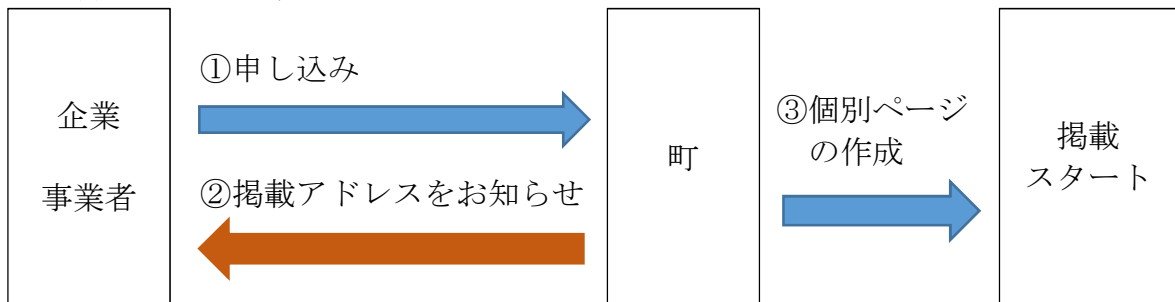 企業
事業者
①申し込み
②掲載アドレスをお知らせ
町
③個別ページ
の作成
掲載
スタート